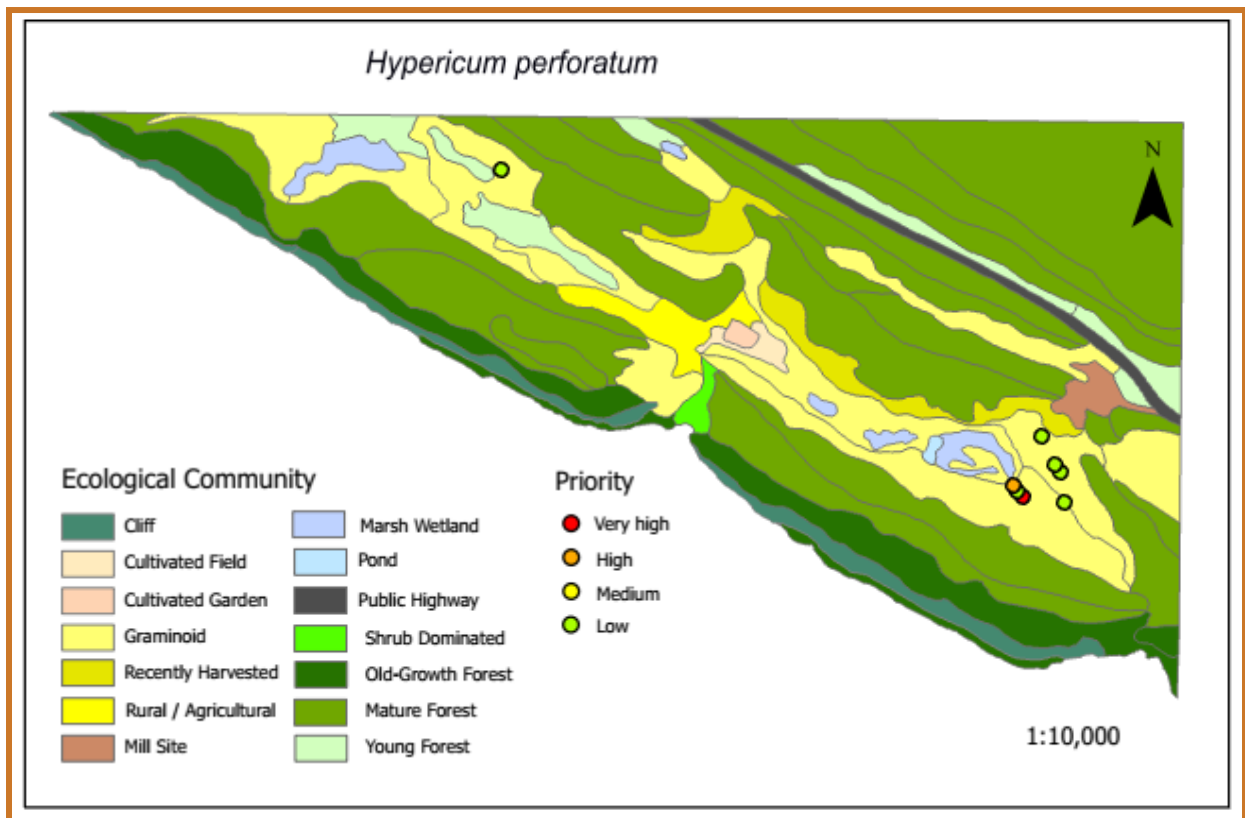 Hypericum perforatum
N
Ecological Community
Cliff
Cultivated Field
Cultivated Garden
Graminoid
Recently Harvested
Rural / Agricultural
Mill Site
Marsh Wetland
Pond
Public Highway
Shrub Dominated
Old-Growth Forest
Mature Forest
Young Forest
Priority
Very high
High
Medium
Low
1:10,000